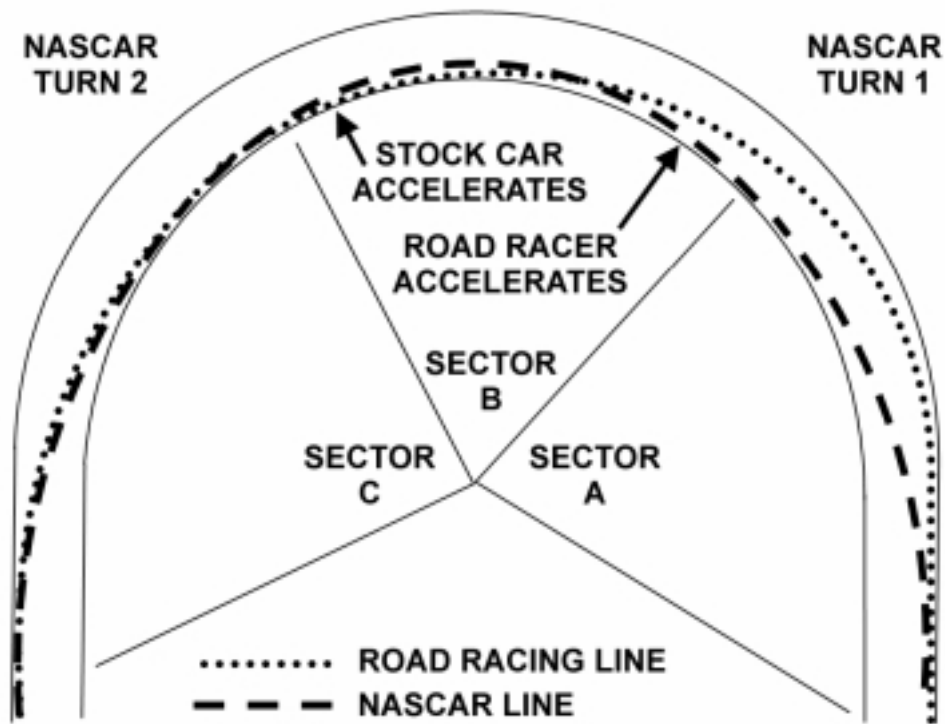 NASCAR
TURN 2
NASCAR
TURN 1
STOCK CAR
ACCELERATES
ROAD RACER
ACCELERATES
SECTOR
B
SECTOR
C
SECTOR
A
ROAD RACING LINE
NASCAR LINE